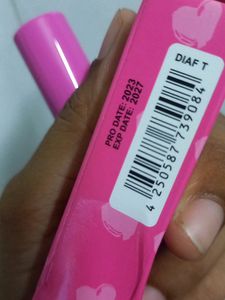 DIAF T
PRO DATE: 2023
EXP DATE: 2027
4 250587 739084